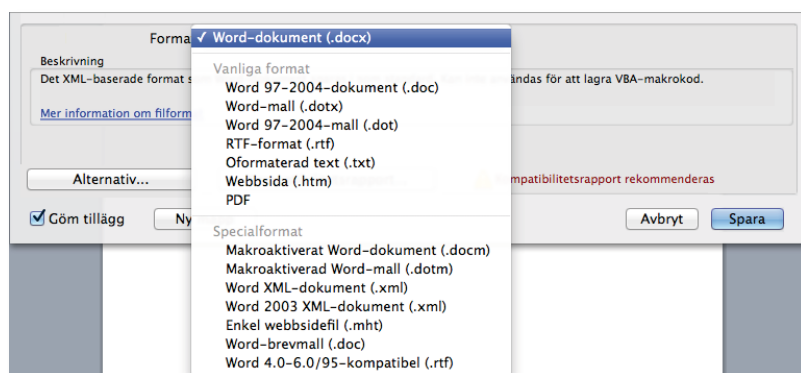 Forma ✓ Word-dokument (.docx)
Beskrivning
Vanliga format
Det XML-baserade format s ändas för att lagra VBA-makrokod.
Word 97-2004-dokument (.doc)
Word-mall (.dotx)
Mer information om filform
Word 97-2004-mall (.dot)
RTF-format (.rtf)
Oformaterad text (.txt)
Webbsida (.htm)
Alternativ... mpatibilitetsrapport rekommenderas
PDF
Göm tillägg Ny Avbryt Spara
Specialformat
Makroaktiverat Word-dokument (.docm)
Makroaktiverad Word-mall (.dotm)
Word XML-dokument (.xml)
Word 2003 XML-dokument (.xml)
Enkel webbsidefil (.mht)
Word-brevmall (.doc)
Word 4.0-6.0/95-kompatibel (.rtf)